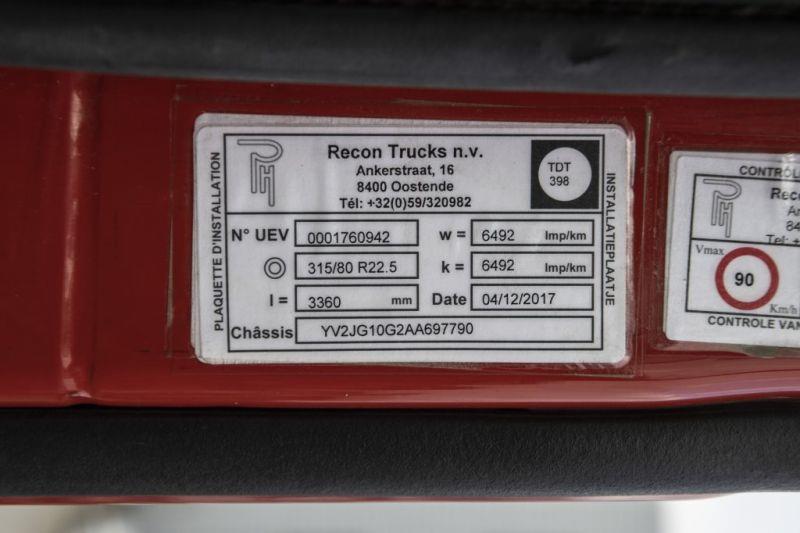 PLAQUETTE D'INSTALLATION
PH
Recon Trucks n.v.
Ankerstraat, 16
8400 Oostende
Tél: +32(0)59/320982
TDT
398
N° UEV 0001760942 w = 6492 Imp/km
315/80 R22.5 k = 6492 Imp/km
l = 3360 mm Date 04/12/2017
Châssis YV2JG10G2AA697790
INSTALLATIEPLAATJE
PH
Vmax
90
Km/h
CONTROLE